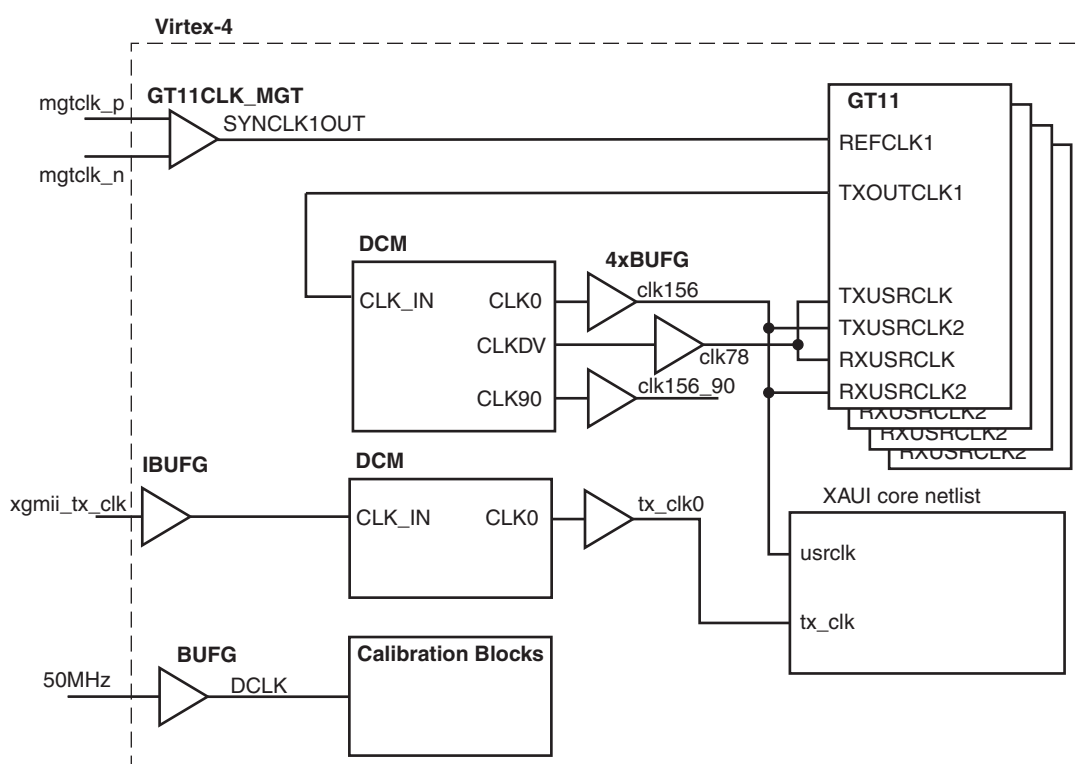 Virtex-4
mgtclk_p
GT11CLK_MGT
SYNCLK1OUT
mgtclk_n
GT11
REFCLK1
TXOUTCLK1
DCM
4xBUFG
CLK_IN
CLK0
clk156
CLKDV
clk78
CLK90
clk156_90
TXUSRCLK
TXUSRCLK2
RXUSRCLK
RXUSRCLK2
RXUSRCLK2
RXUSRCLK2
RXUSRCLK2
IBUFG
DCM
xgmii_tx_clk
CLK_IN
CLK0
tx_clk0
XAUI core netlist
usrclk
tx_clk
BUFG
50MHz
DCLK
Calibration Blocks